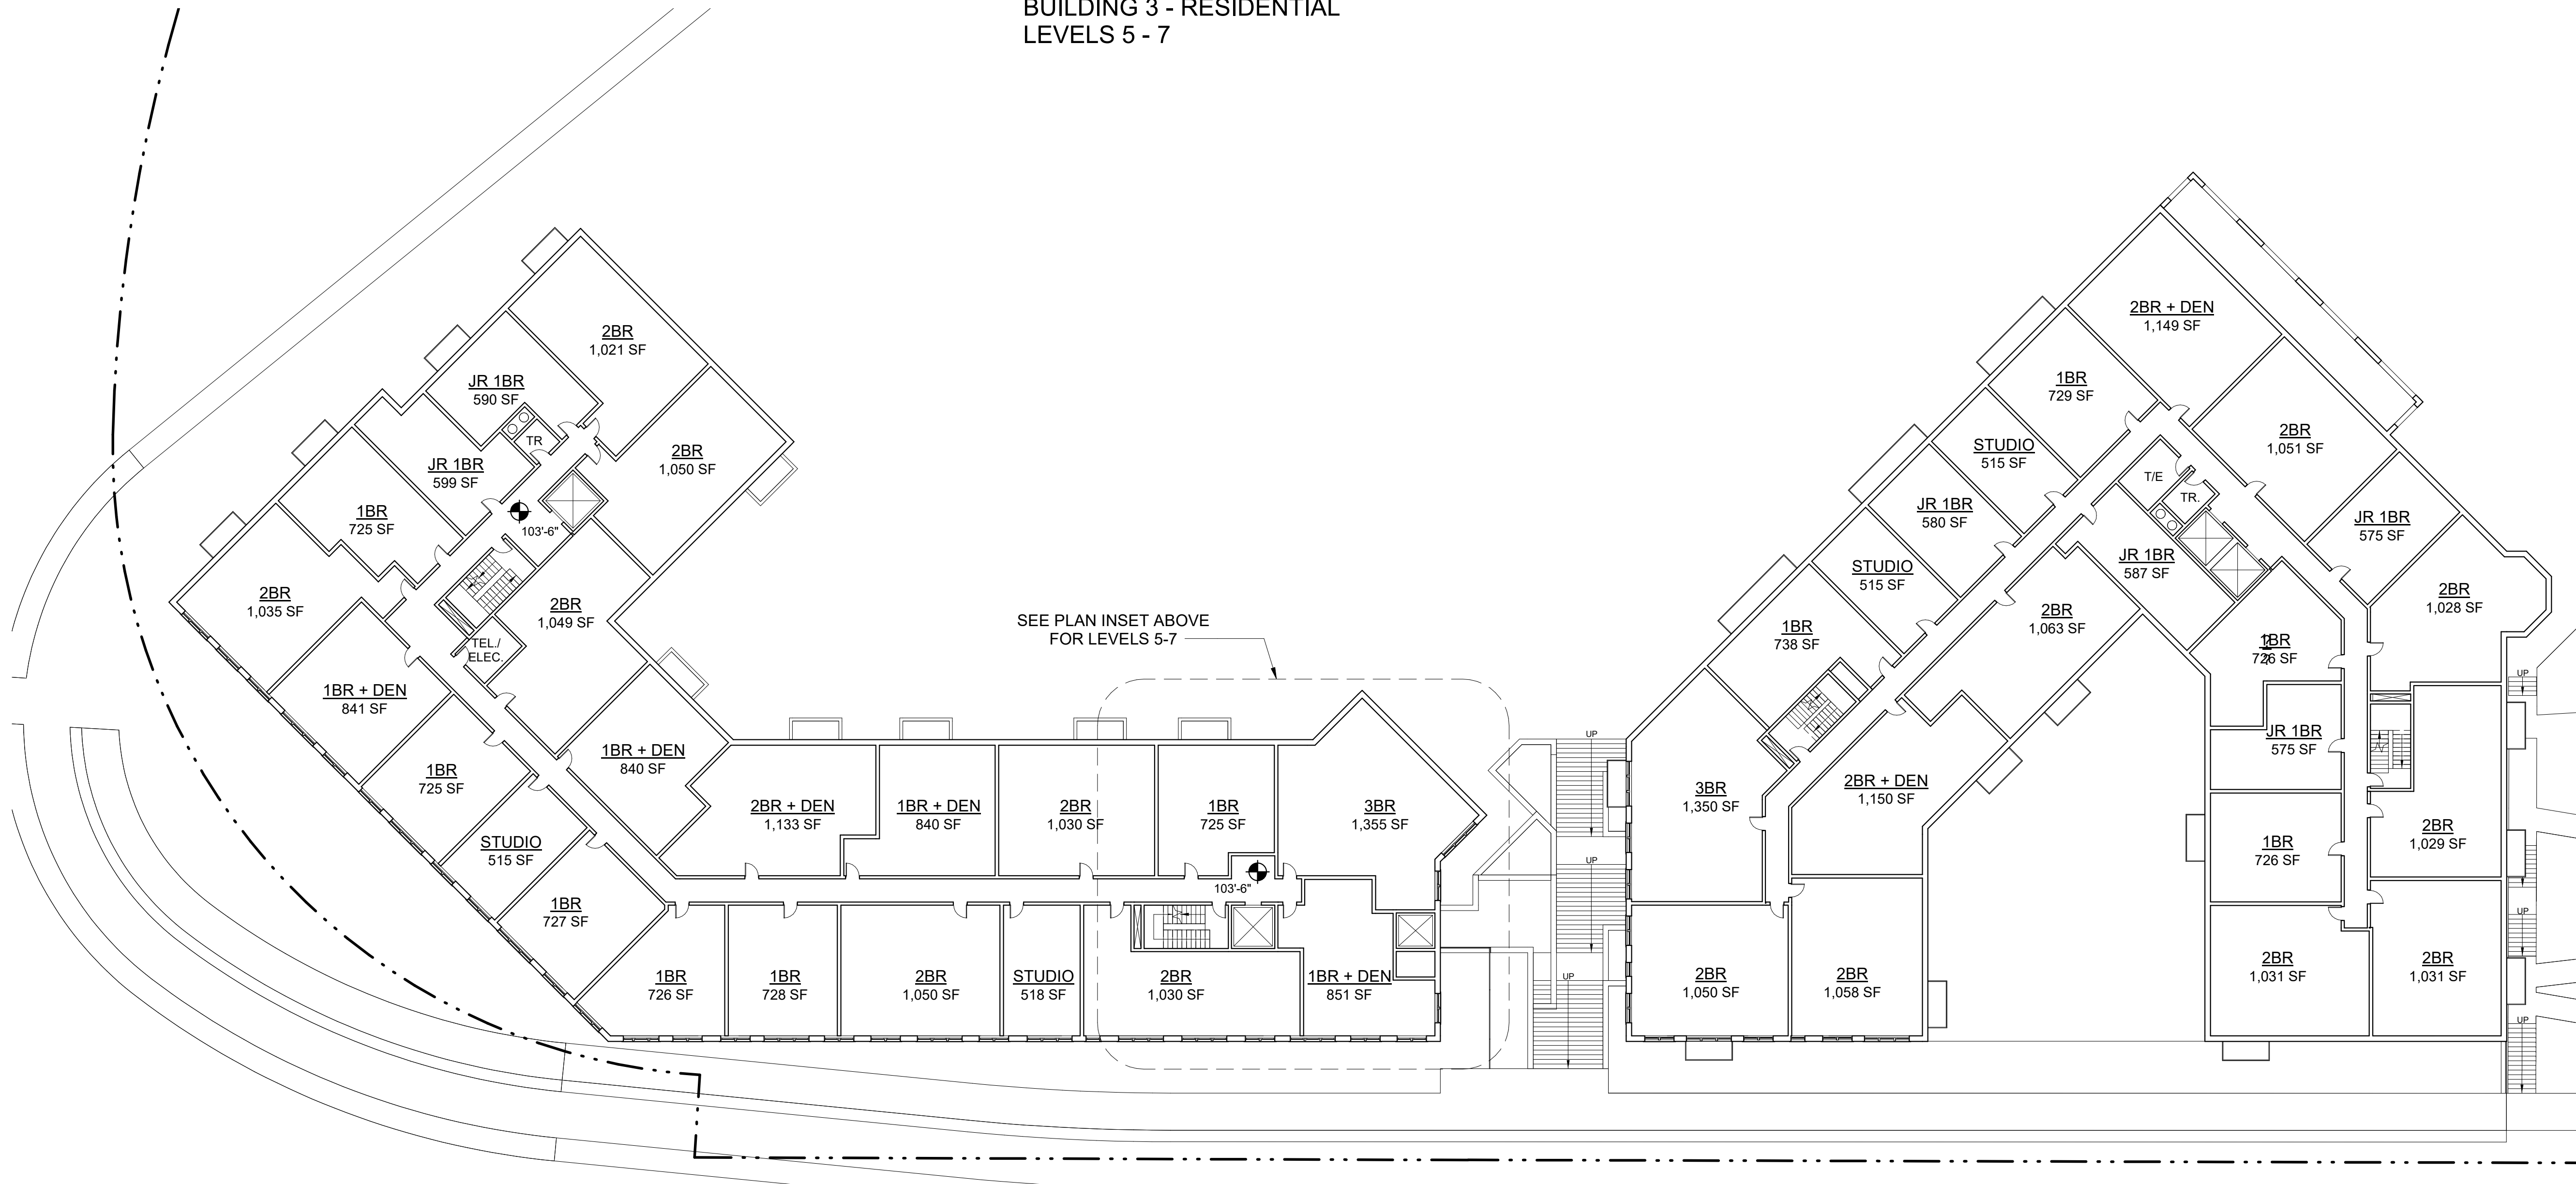 BUILDING 3 - RESIDENTIAL
LEVELS 5 - 7
2BR
1,021 SF
JR 1BR
590 SF
TR
JR 1BR
599 SF
2BR
1,050 SF
1BR
725 SF
103'-6"
2BR
1,035 SF
2BR
1,049 SF
TEL./
ELEC.
1BR + DEN
841 SF
1BR
725 SF
1BR + DEN
840 SF
STUDIO
515 SF
1BR
727 SF
2BR + DEN
1,133 SF
1BR + DEN
840 SF
2BR
1,030 SF
1BR
725 SF
3BR
1,355 SF
SEE PLAN INSET ABOVE
FOR LEVELS 5-7
103'-6"
1BR
726 SF
1BR
728 SF
2BR
1,050 SF
STUDIO
518 SF
2BR
1,030 SF
1BR + DEN
851 SF
UP
UP
UP
2BR + DEN
1,149 SF
1BR
729 SF
STUDIO
515 SF
JR 1BR
580 SF
STUDIO
515 SF
1BR
738 SF
3BR
1,350 SF
2BR
1,051 SF
T/E
TR.
JR 1BR
575 SF
JR 1BR
587 SF
2BR
1,063 SF
2BR
1,028 SF
1BR
726 SF
JR 1BR
575 SF
2BR + DEN
1,150 SF
1BR
726 SF
2BR
1,029 SF
2BR
1,050 SF
2BR
1,058 SF
2BR
1,031 SF
2BR
1,031 SF
UP
UP
UP